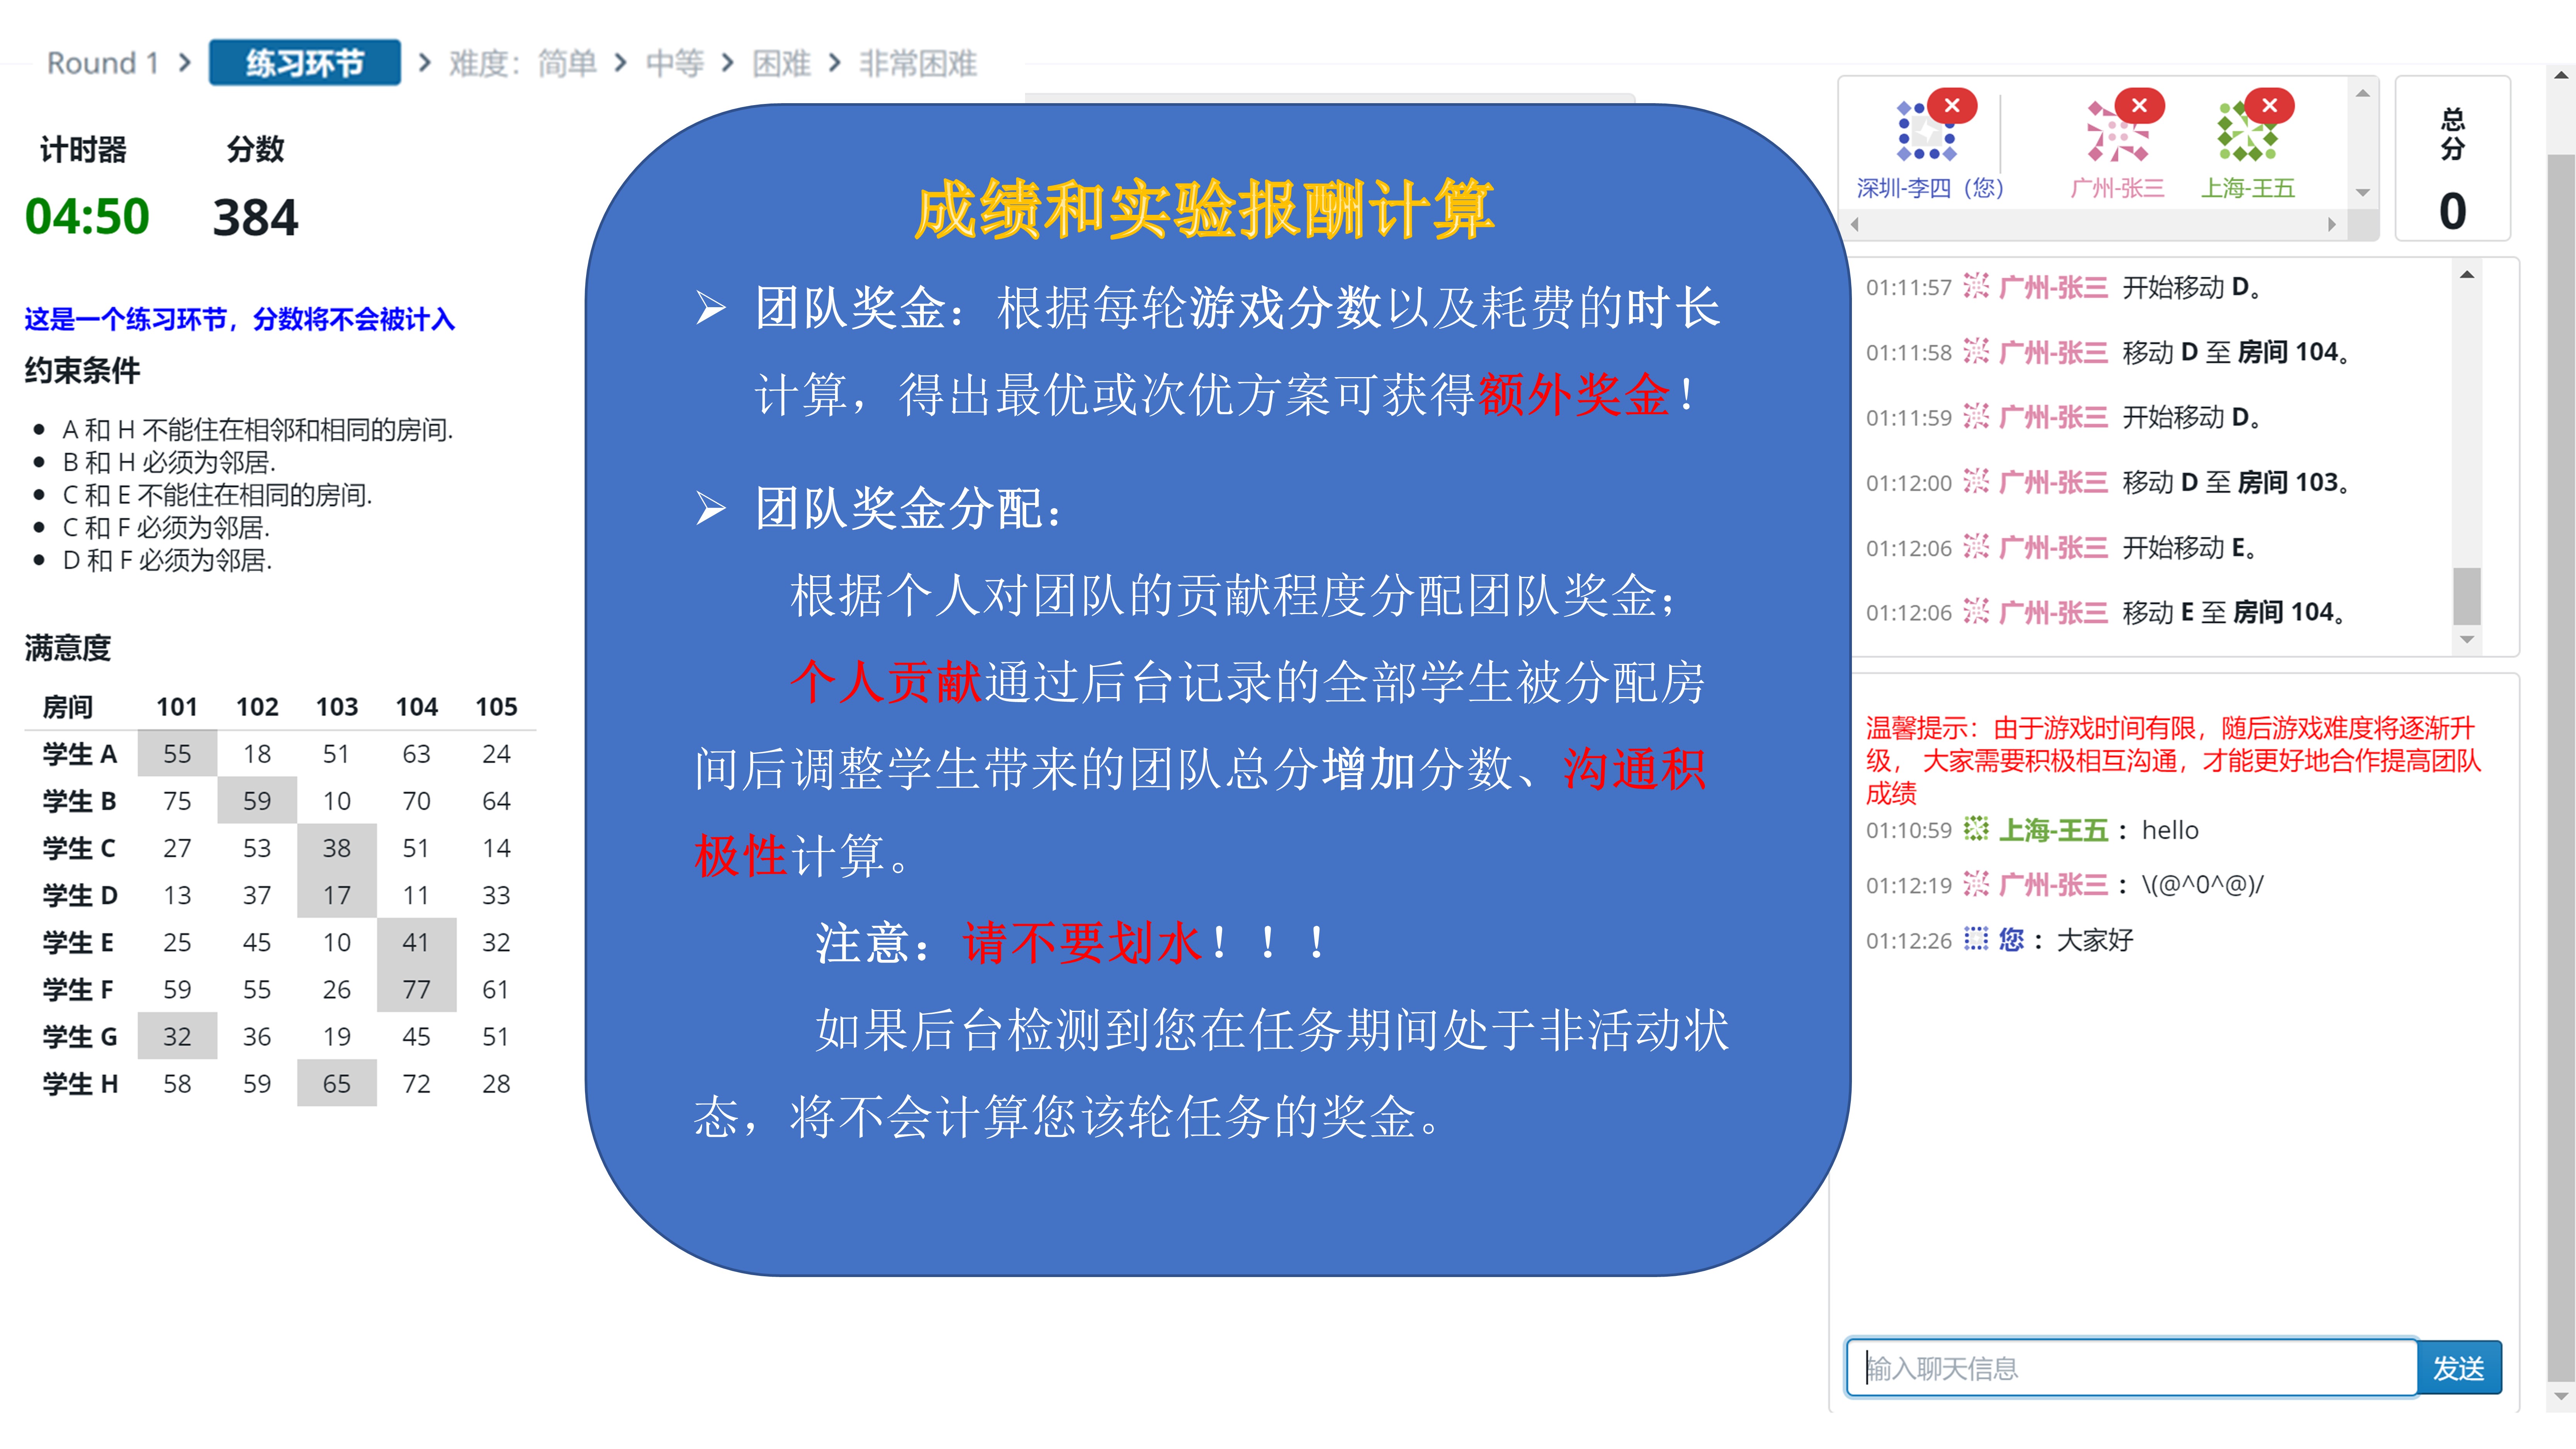 Round 1 > 练习环节 > 难度：简单 > 中等 > 困难 > 非常困难
计时器 分数
04:50 384
这是一个练习环节，分数将不会被计入
约束条件
• A 和 H 不能住在相邻和相同的房间.
• B 和 H 必须为邻居.
• C 和 E 不能住在相同的房间.
• C 和 F 必须为邻居.
• D 和 F 必须为邻居.
满意度
房间 101 102 103 104 105
学生 A 55 18 51 63 24
学生 B 75 59 10 70 64
学生 C 27 53 38 51 14
学生 D 13 37 17 11 33
学生 E 25 45 10 41 32
学生 F 59 55 26 77 61
学生 G 32 36 19 45 51
学生 H 58 59 65 72 28
成绩和实验报酬计算
➢ 团队奖金：根据每轮游戏分数以及耗费的时长
计算，得出最优或次优方案可获得额外奖金！
➢ 团队奖金分配：
根据个人对团队的贡献程度分配团队奖金；
个人贡献通过后台记录的全部学生被分配房
间后调整学生带来的团队总分增加分数、沟通积
极性计算。
注意：请不要划水！！！
如果后台检测到您在任务期间处于非活动状
态，将不会计算您该轮任务的奖金。
深圳-李四（您） 广州-张三 上海-王五
总
分
0
01:11:57 广州-张三 开始移动 D。
01:11:58 广州-张三 移动 D 至 房间 104。
01:11:59 广州-张三 开始移动 D。
01:12:00 广州-张三 移动 D 至 房间 103。
01:12:06 广州-张三 开始移动 E。
01:12:06 广州-张三 移动 E 至 房间 104。
温馨提示：由于游戏时间有限，随后游戏难度将逐渐升
级， 大家需要积极相互沟通，才能更好地合作提高团队
成绩
01:10:59 上海-王五： hello
01:12:19 广州-张三： \(@^0^@)/
01:12:26 您： 大家好
输入聊天信息 发送